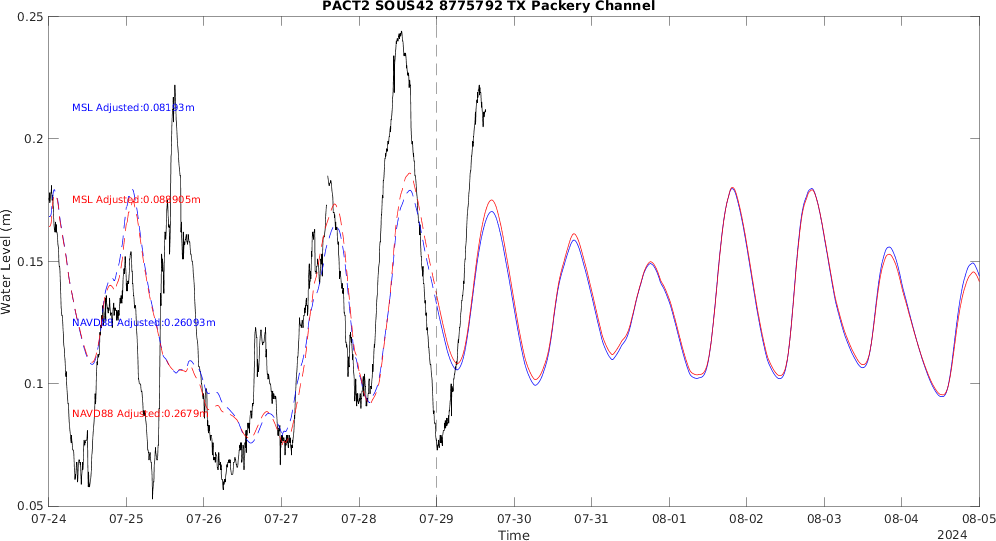 PACT2 SOUS42 8775792 TX Packery Channel
0.25
MSL Adjusted:0.08193m
0.2
MSL Adjusted:0.088905m
Water Level (m)
0.15
NAVD88 Adjusted:0.26093m
0.1
NAVD88 Adjusted:0.2679m
0.05
07-24 07-25 07-26 07-27 07-28 07-29 07-30 07-31 08-01 08-02 08-03 08-04 08-05
Time
2024